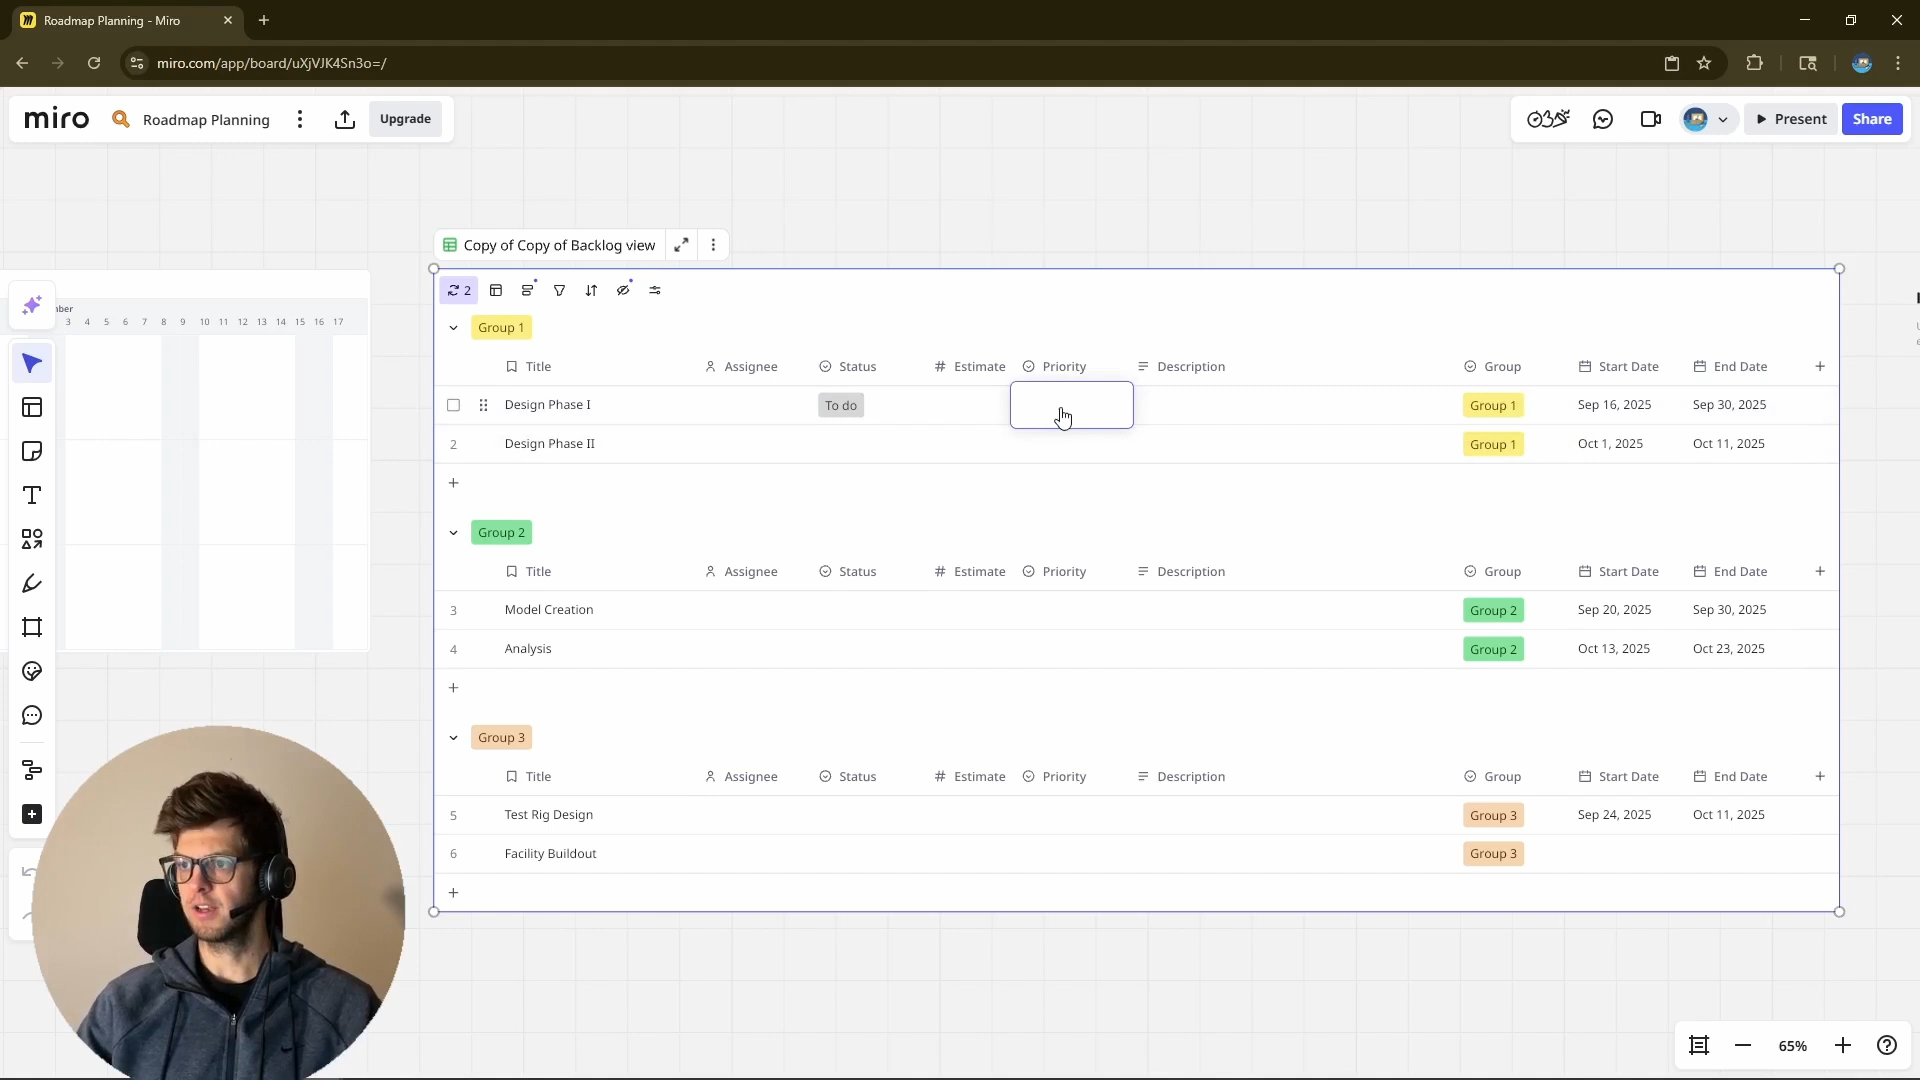 Roadmap Planning - Miro
miro.com/app/board/uXjVJK4Sn3o=/
miro
Roadmap Planning
Upgrade
Present
Share
Copy of Copy of Backlog view
2
3 4 5 6 7 8 9 10 11 12 13 14 15 16 17
Group 1
Title Assignee Status Estimate Priority Description Group Start Date End Date
Design Phase I To do Group 1 Sep 16, 2025 Sep 30, 2025
2 Design Phase II Group 1 Oct 1, 2025 Oct 11, 2025
Group 2
Title Assignee Status Estimate Priority Description Group Start Date End Date
3 Model Creation Group 2 Sep 20, 2025 Sep 30, 2025
4 Analysis Group 2 Oct 13, 2025 Oct 23, 2025
Group 3
Title Assignee Status Estimate Priority Description Group Start Date End Date
5 Test Rig Design Group 3 Sep 24, 2025 Oct 11, 2025
6 Facility Buildout Group 3
65%